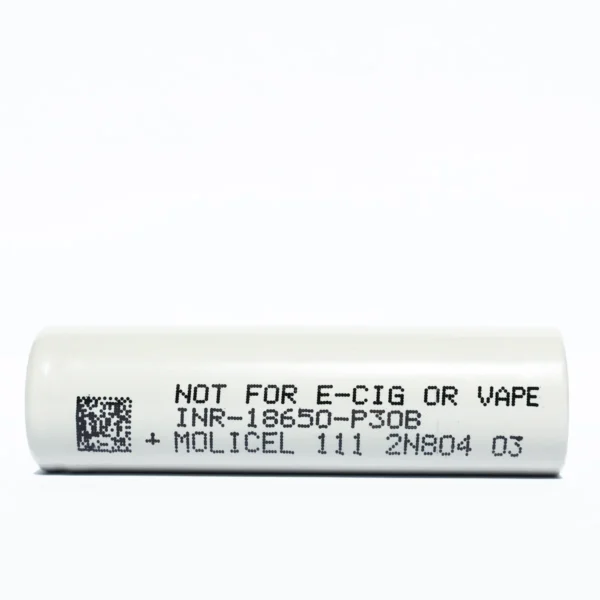 NOT FOR E-CIG OR VAPE
INR-18650-P30B
+ MOLICEL 111 2N804 03